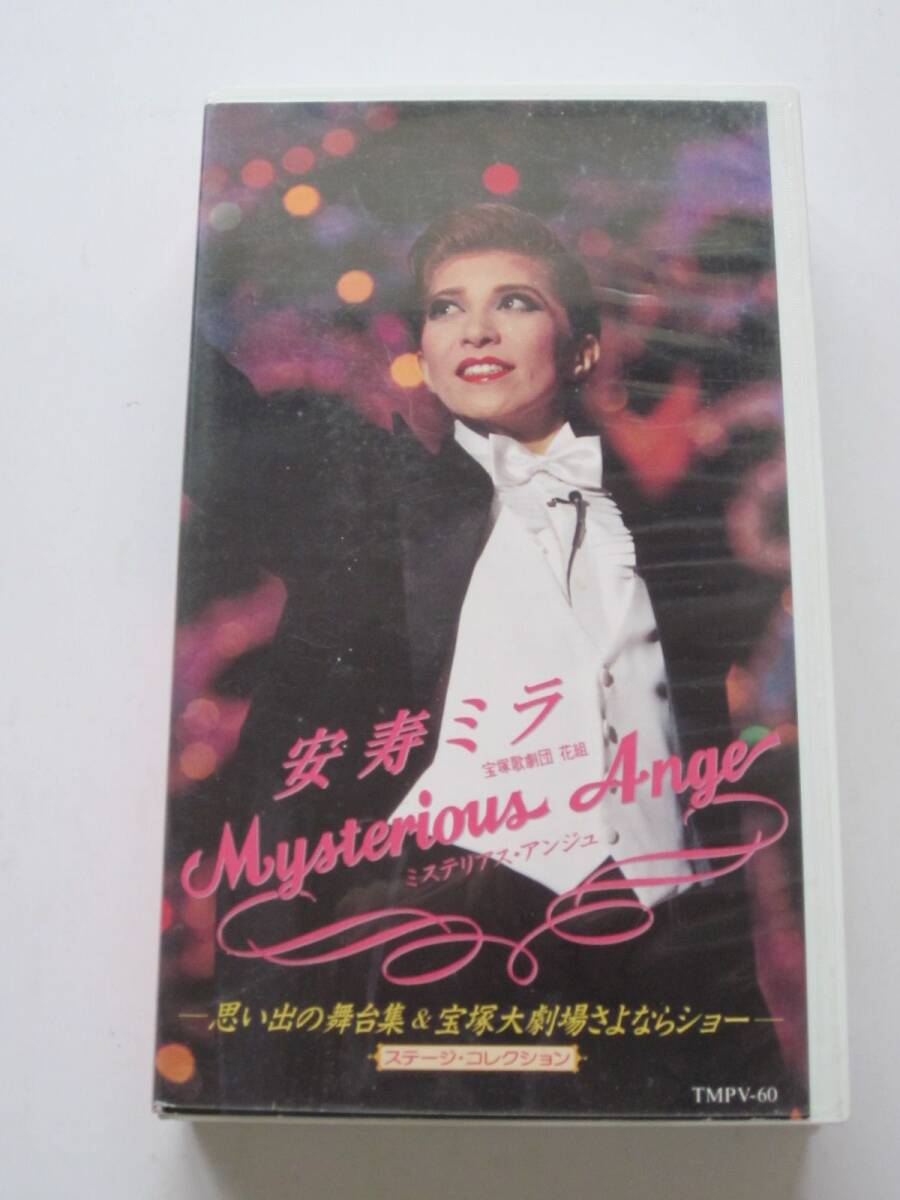 安寿ミラ
宝塚歌劇団 花組
Mysterious Ange
ミステリアス・アンジュ
―思い出の舞台集&宝塚大劇場さよならショー―
ステージ・コレクション
TMPV-60